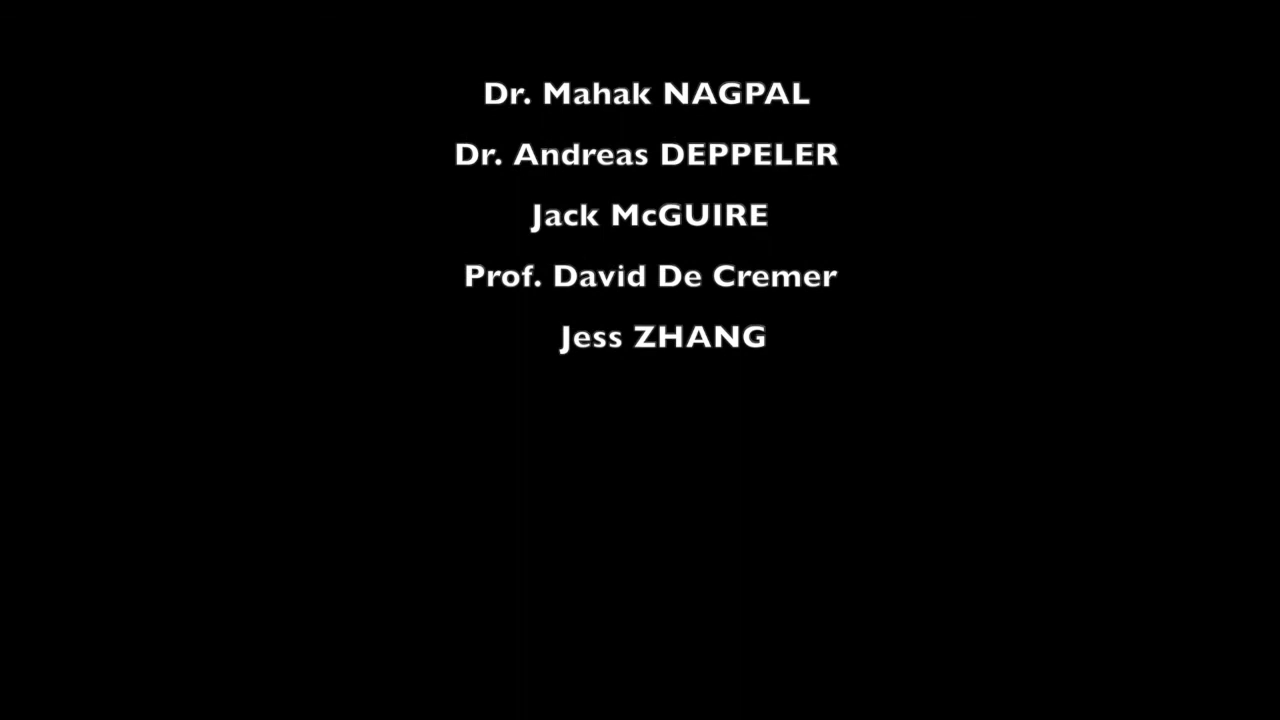 Dr. Mahak NAGPAL
Dr. Andreas DEPPELER
Jack McGUIRE
Prof. David De Cremer
Jess ZHANG